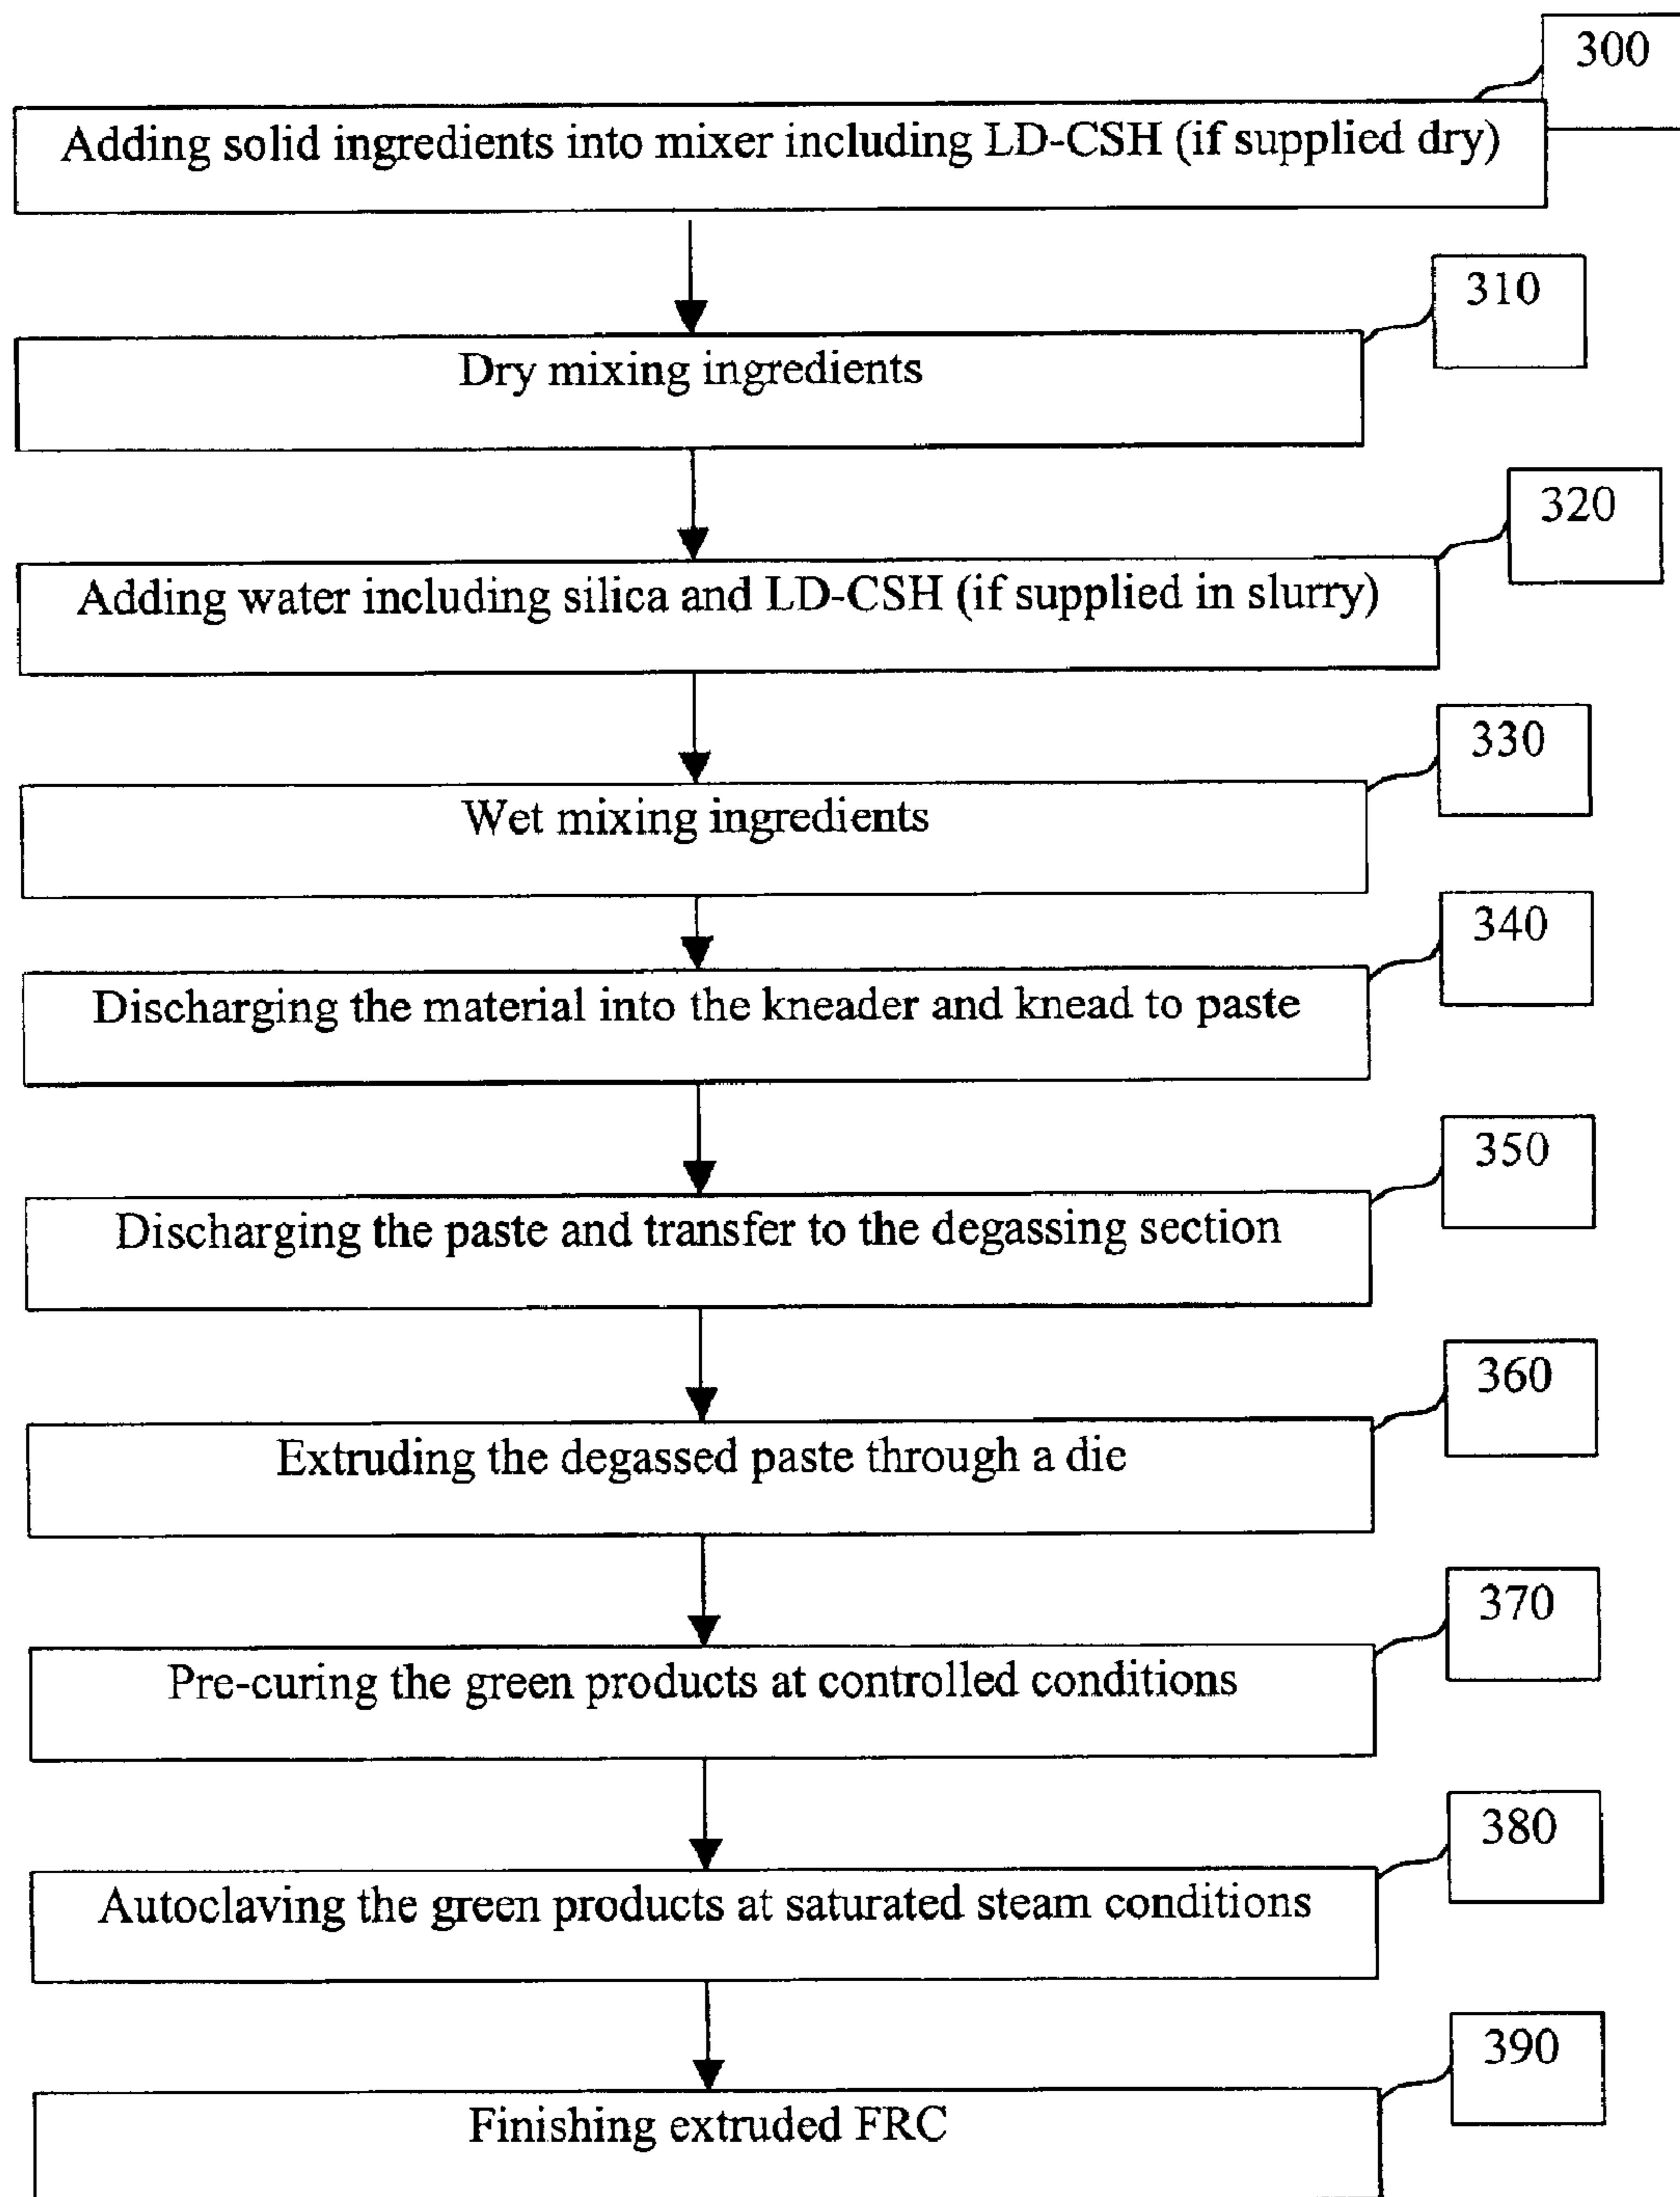 300
Adding solid ingredients into mixer including LD-CSH (if supplied dry)
310
Dry mixing ingredients
320
Adding water including silica and LD-CSH (if supplied in slurry)
330
Wet mixing ingredients
340
Discharging the material into the kneader and knead to paste
350
Discharging the paste and transfer to the degassing section
360
Extruding the degassed paste through a die
370
Pre-curing the green products at controlled conditions
380
Autoclaving the green products at saturated steam conditions
390
Finishing extruded FRC